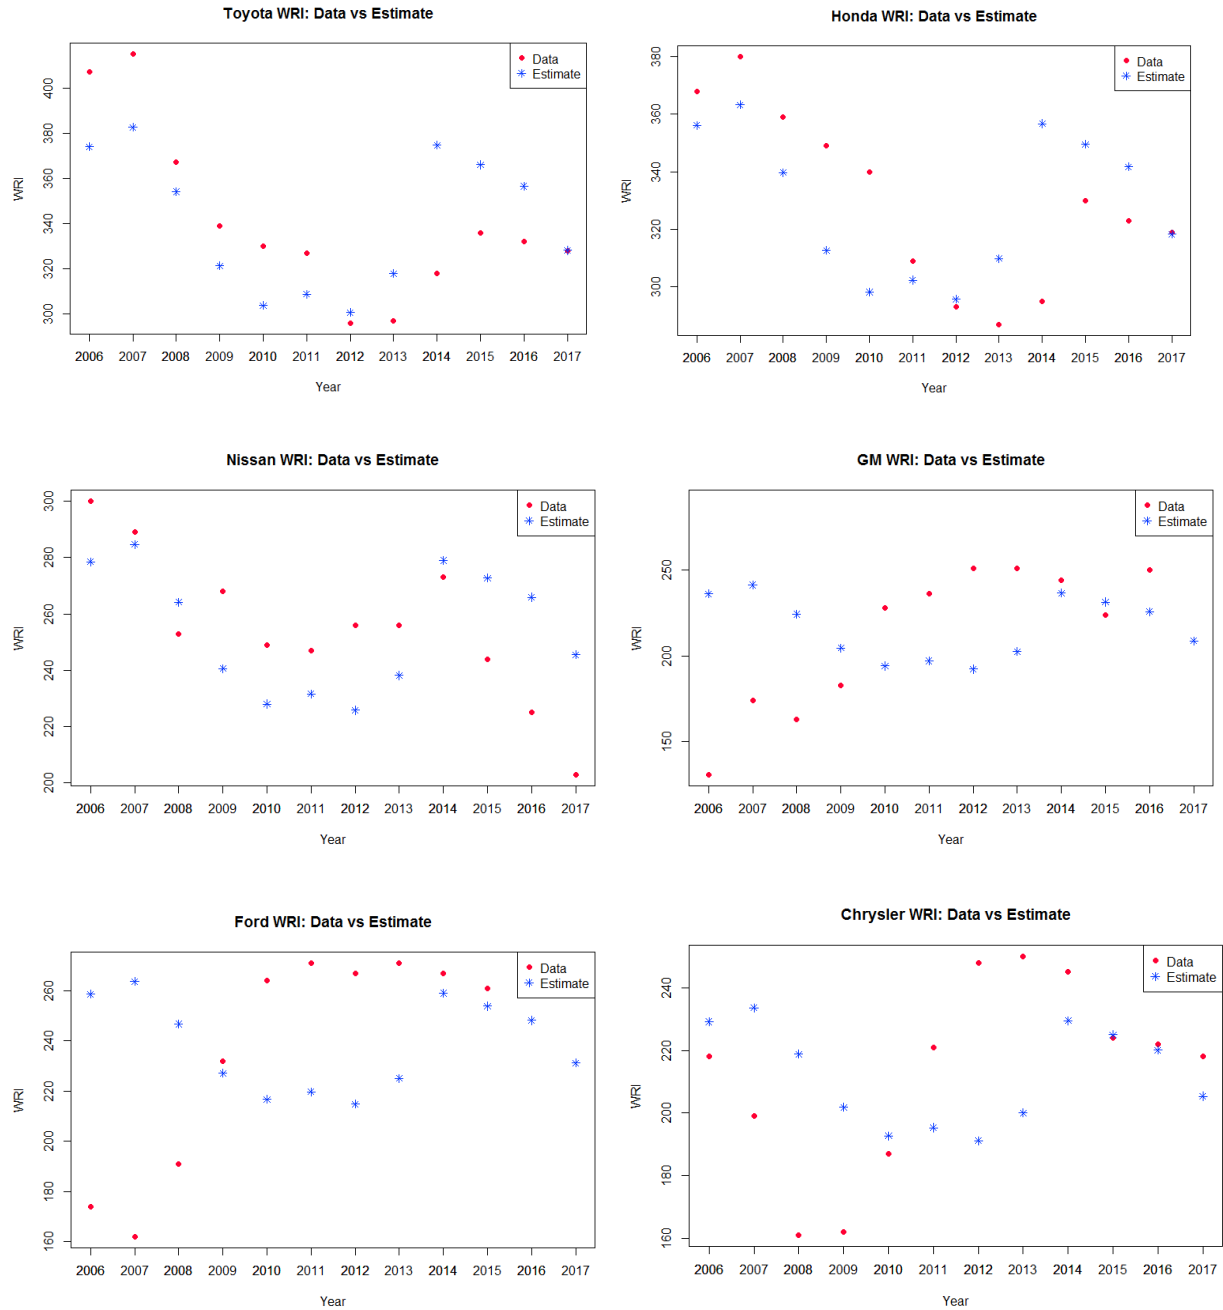 Toyota WRI: Data vs Estimate
Data
Estimate
WRI
400
380
360
340
320
300
2006 2007 2008 2009 2010 2011 2012 2013 2014 2015 2016 2017
Year
Honda WRI: Data vs Estimate
Data
Estimate
WRI
380
360
340
320
300
2006 2007 2008 2009 2010 2011 2012 2013 2014 2015 2016 2017
Year
Nissan WRI: Data vs Estimate
Data
Estimate
WRI
300
280
260
240
220
200
2006 2007 2008 2009 2010 2011 2012 2013 2014 2015 2016 2017
Year
GM WRI: Data vs Estimate
Data
Estimate
WRI
250
200
150
2006 2007 2008 2009 2010 2011 2012 2013 2014 2015 2016 2017
Year
Ford WRI: Data vs Estimate
Data
Estimate
WRI
260
240
220
200
180
160
2006 2007 2008 2009 2010 2011 2012 2013 2014 2015 2016 2017
Year
Chrysler WRI: Data vs Estimate
Data
Estimate
WRI
240
220
200
180
160
2006 2007 2008 2009 2010 2011 2012 2013 2014 2015 2016 2017
Year